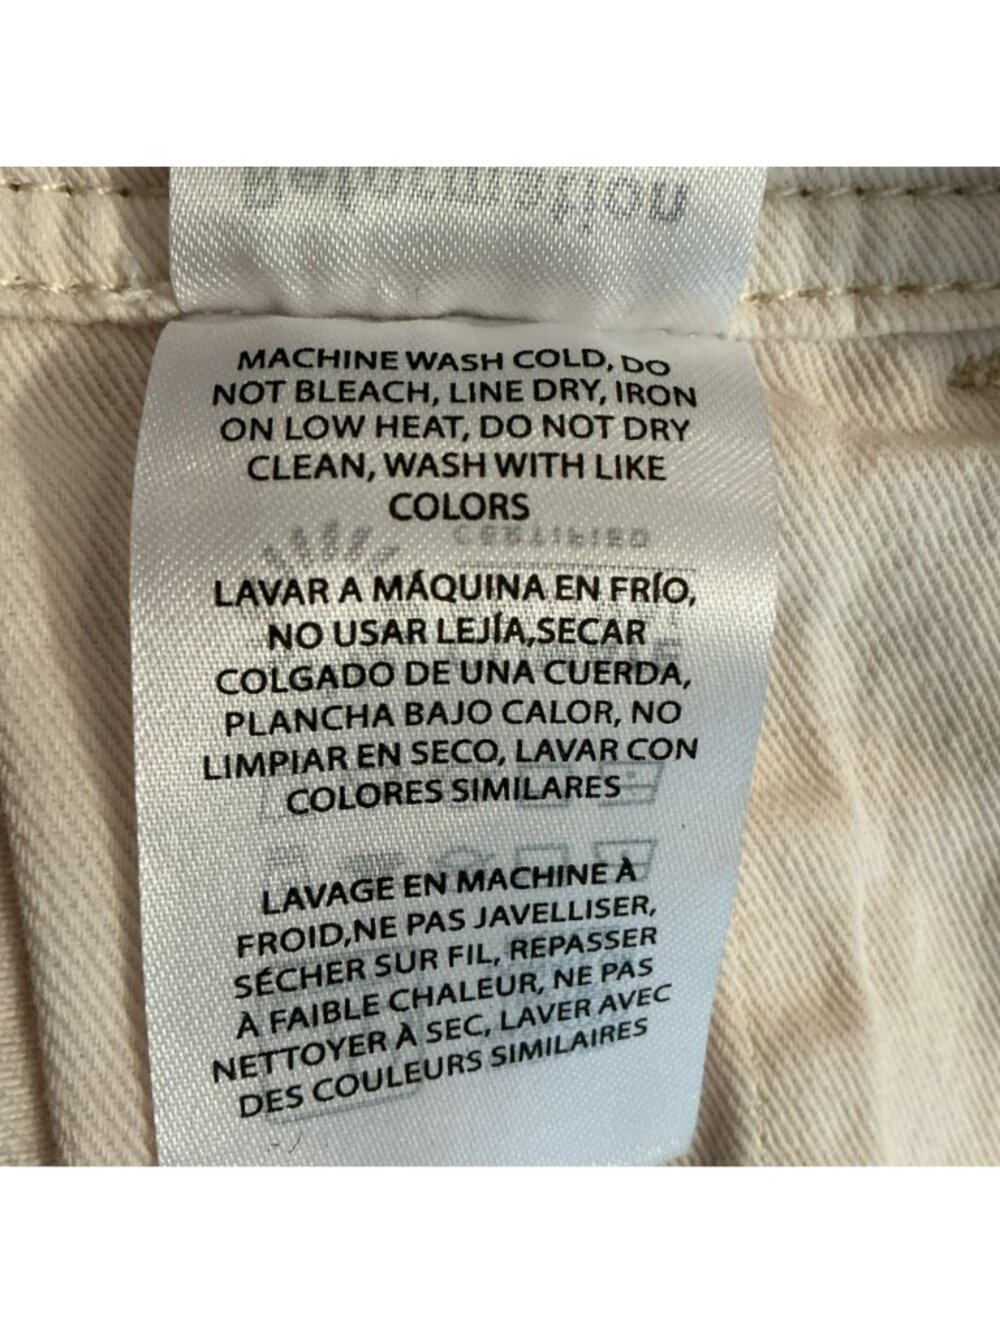 MACHINE WASH COLD, DO
NOT BLEACH, LINE DRY, IRON
ON LOW HEAT, DO NOT DRY
CLEAN, WASH WITH LIKE
COLORS
CERTIFIED
LAVAR A MÁQUINA EN FRÍO,
NO USAR LEJÍA,SECAR
COLGADO DE UNA CUERDA,
PLANCHA BAJO CALOR, NO
LIMPIAR EN SECO, LAVAR CON
COLORES SIMILARES
LAVAGE EN MACHINE À
FROID,NE PAS JAVELLISER,
SÉCHER SUR FIL, REPASSER
À FAIBLE CHALEUR, NE PAS
NETTOYER À SEC, LAVER AVEC
DES COULEURS SIMILAIRES